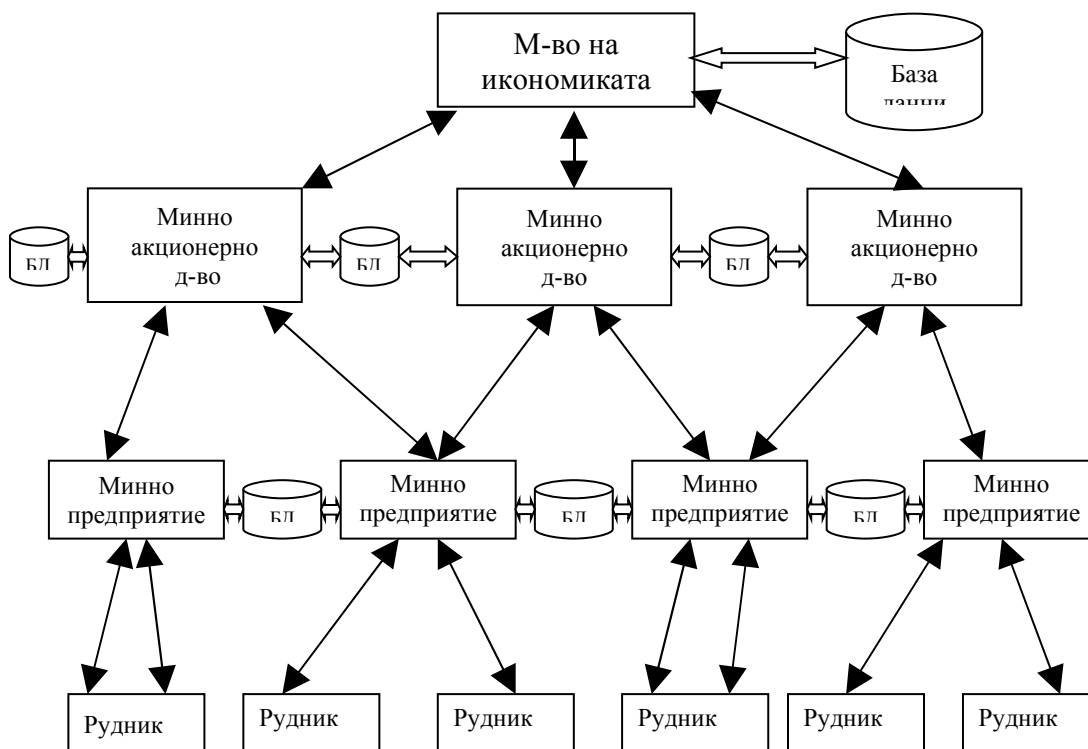 М-во на
икономиката
База
данни
Минно
акционерно
д-во
Минно
акционерно
д-во
Минно
акционерно
д-во
БД
БД
БД
Минно
предприятие
Минно
предприятие
Минно
предприятие
Минно
предприятие
БД
БД
БД
Рудник
Рудник
Рудник
Рудник
Рудник
Рудник